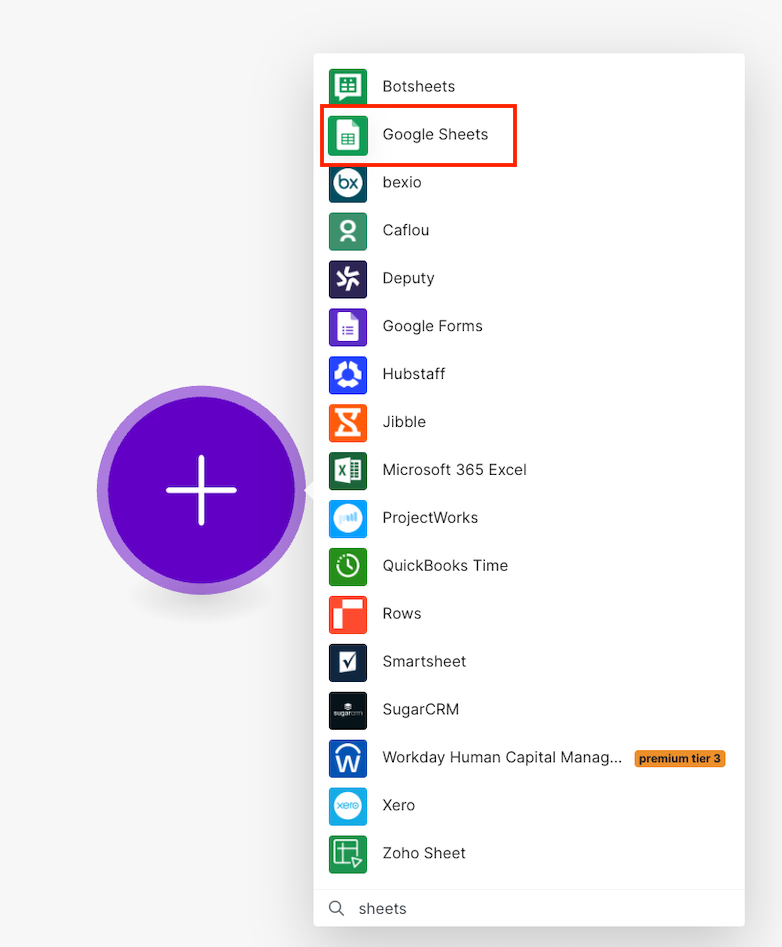 Botsheets
Google Sheets
bx
bexio
Caflou
Deputy
Google Forms
Hubstaff
Jibble
X
Microsoft 365 Excel
ProjectWorks
QuickBooks Time
Rows
Smartsheet
sugarcrm
SugarCRM
W
Workday Human Capital Manag... premium tier 3
xero
Xero
Zoho Sheet
sheets